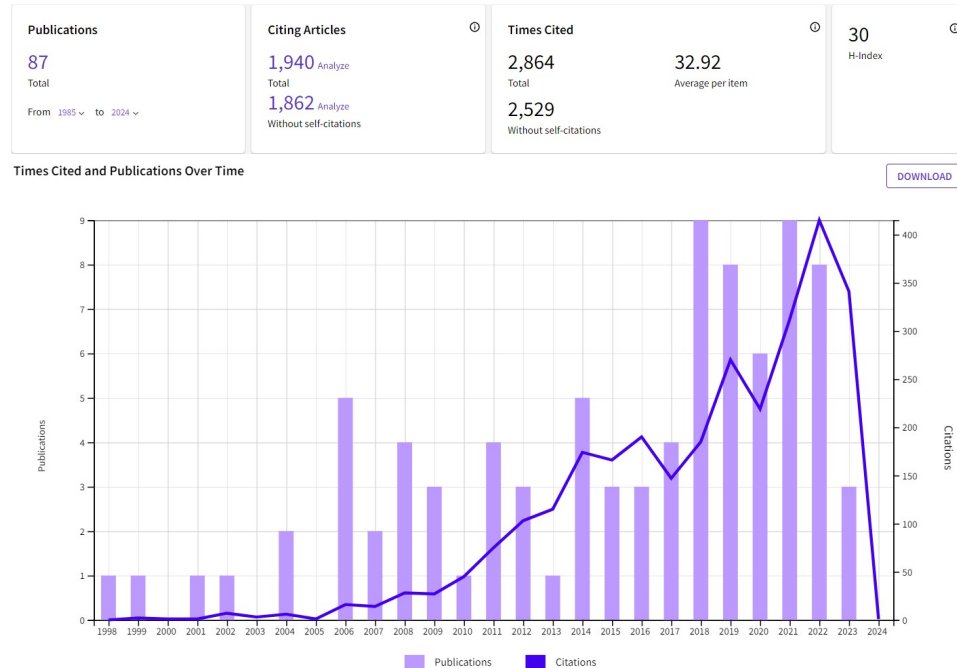 Publications
87
Total
From 1985 to 2024
Citing Articles
1,940 Analyze
Total
1,862 Analyze
Without self-citations
Times Cited
2,864
Total
2,529
Without self-citations
32.92
Average per item
30
H-Index
Times Cited and Publications Over Time
DOWNLOAD
9
8
7
6
5
4
3
2
1
0
Publications
400
350
300
250
200
150
100
50
0
Citations
1998 1999 2000 2001 2002 2003 2004 2005 2006 2007 2008 2009 2010 2011 2012 2013 2014 2015 2016 2017 2018 2019 2020 2021 2022 2023 2024
Publications Citations